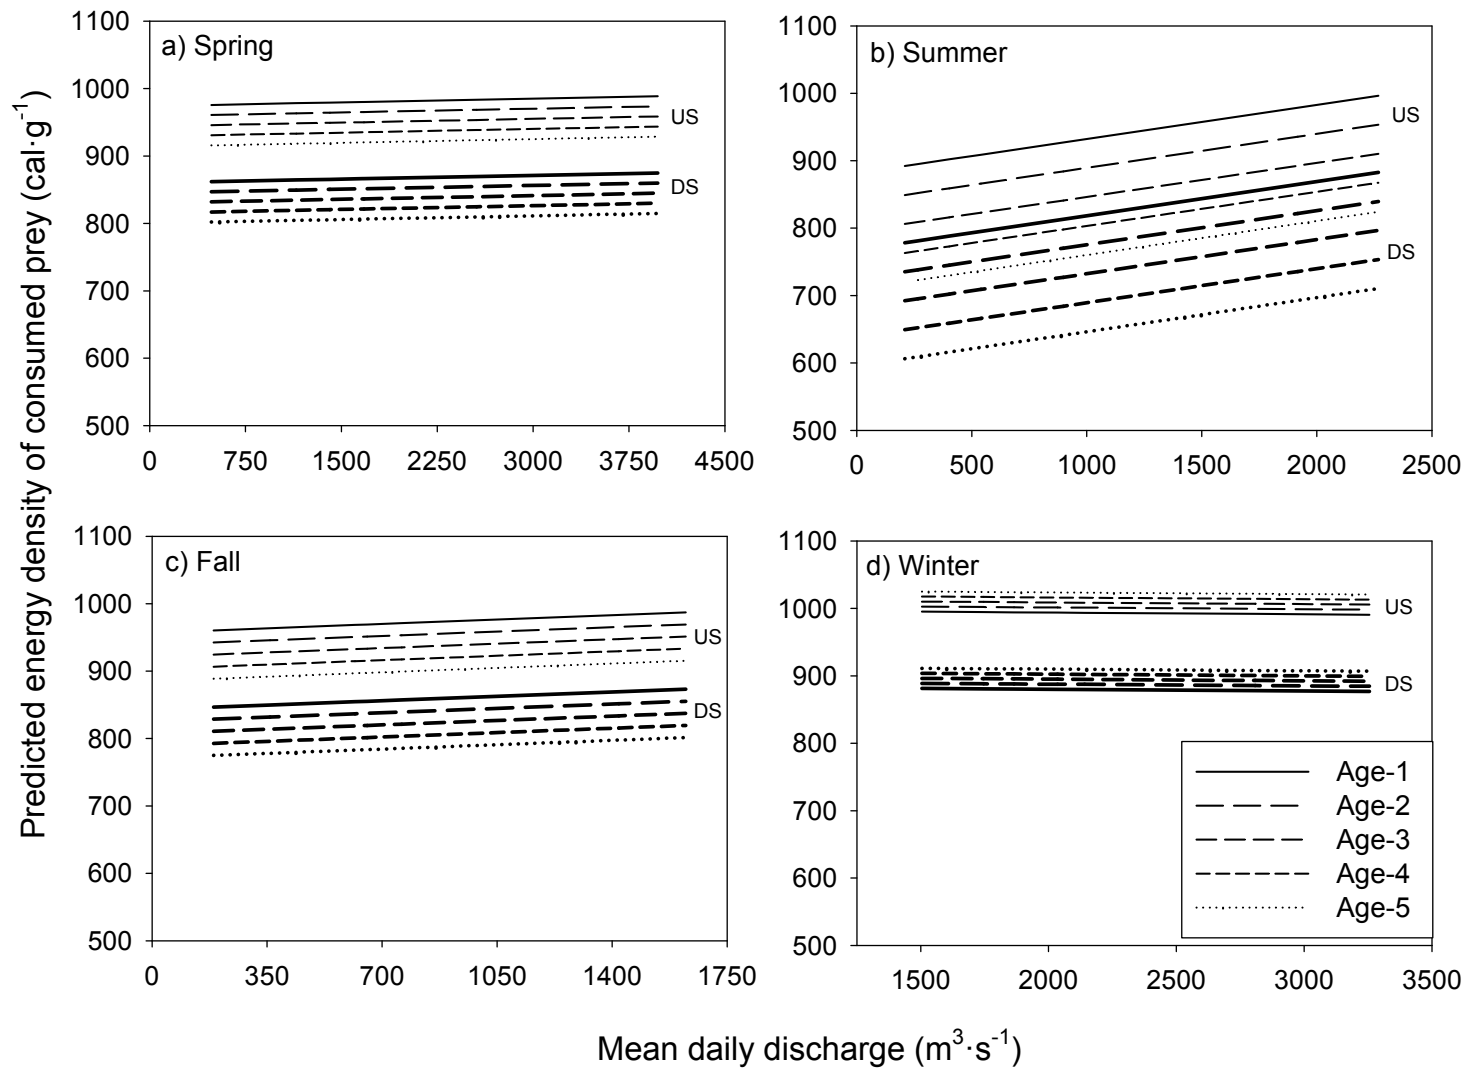 Predicted energy density of consumed prey (cal·g⁻¹)
a) Spring
1100
1000
900
800
700
600
500
0 750 1500 2250 3000 3750 4500
US
DS
b) Summer
1100
1000
900
800
700
600
500
0 500 1000 1500 2000 2500
US
DS
c) Fall
1100
1000
900
800
700
600
500
0 350 700 1050 1400 1750
US
DS
d) Winter
1100
1000
900
800
700
600
500
1500 2000 2500 3000 3500
US
DS
Age-1
Age-2
Age-3
Age-4
Age-5
Mean daily discharge (m³·s⁻¹)